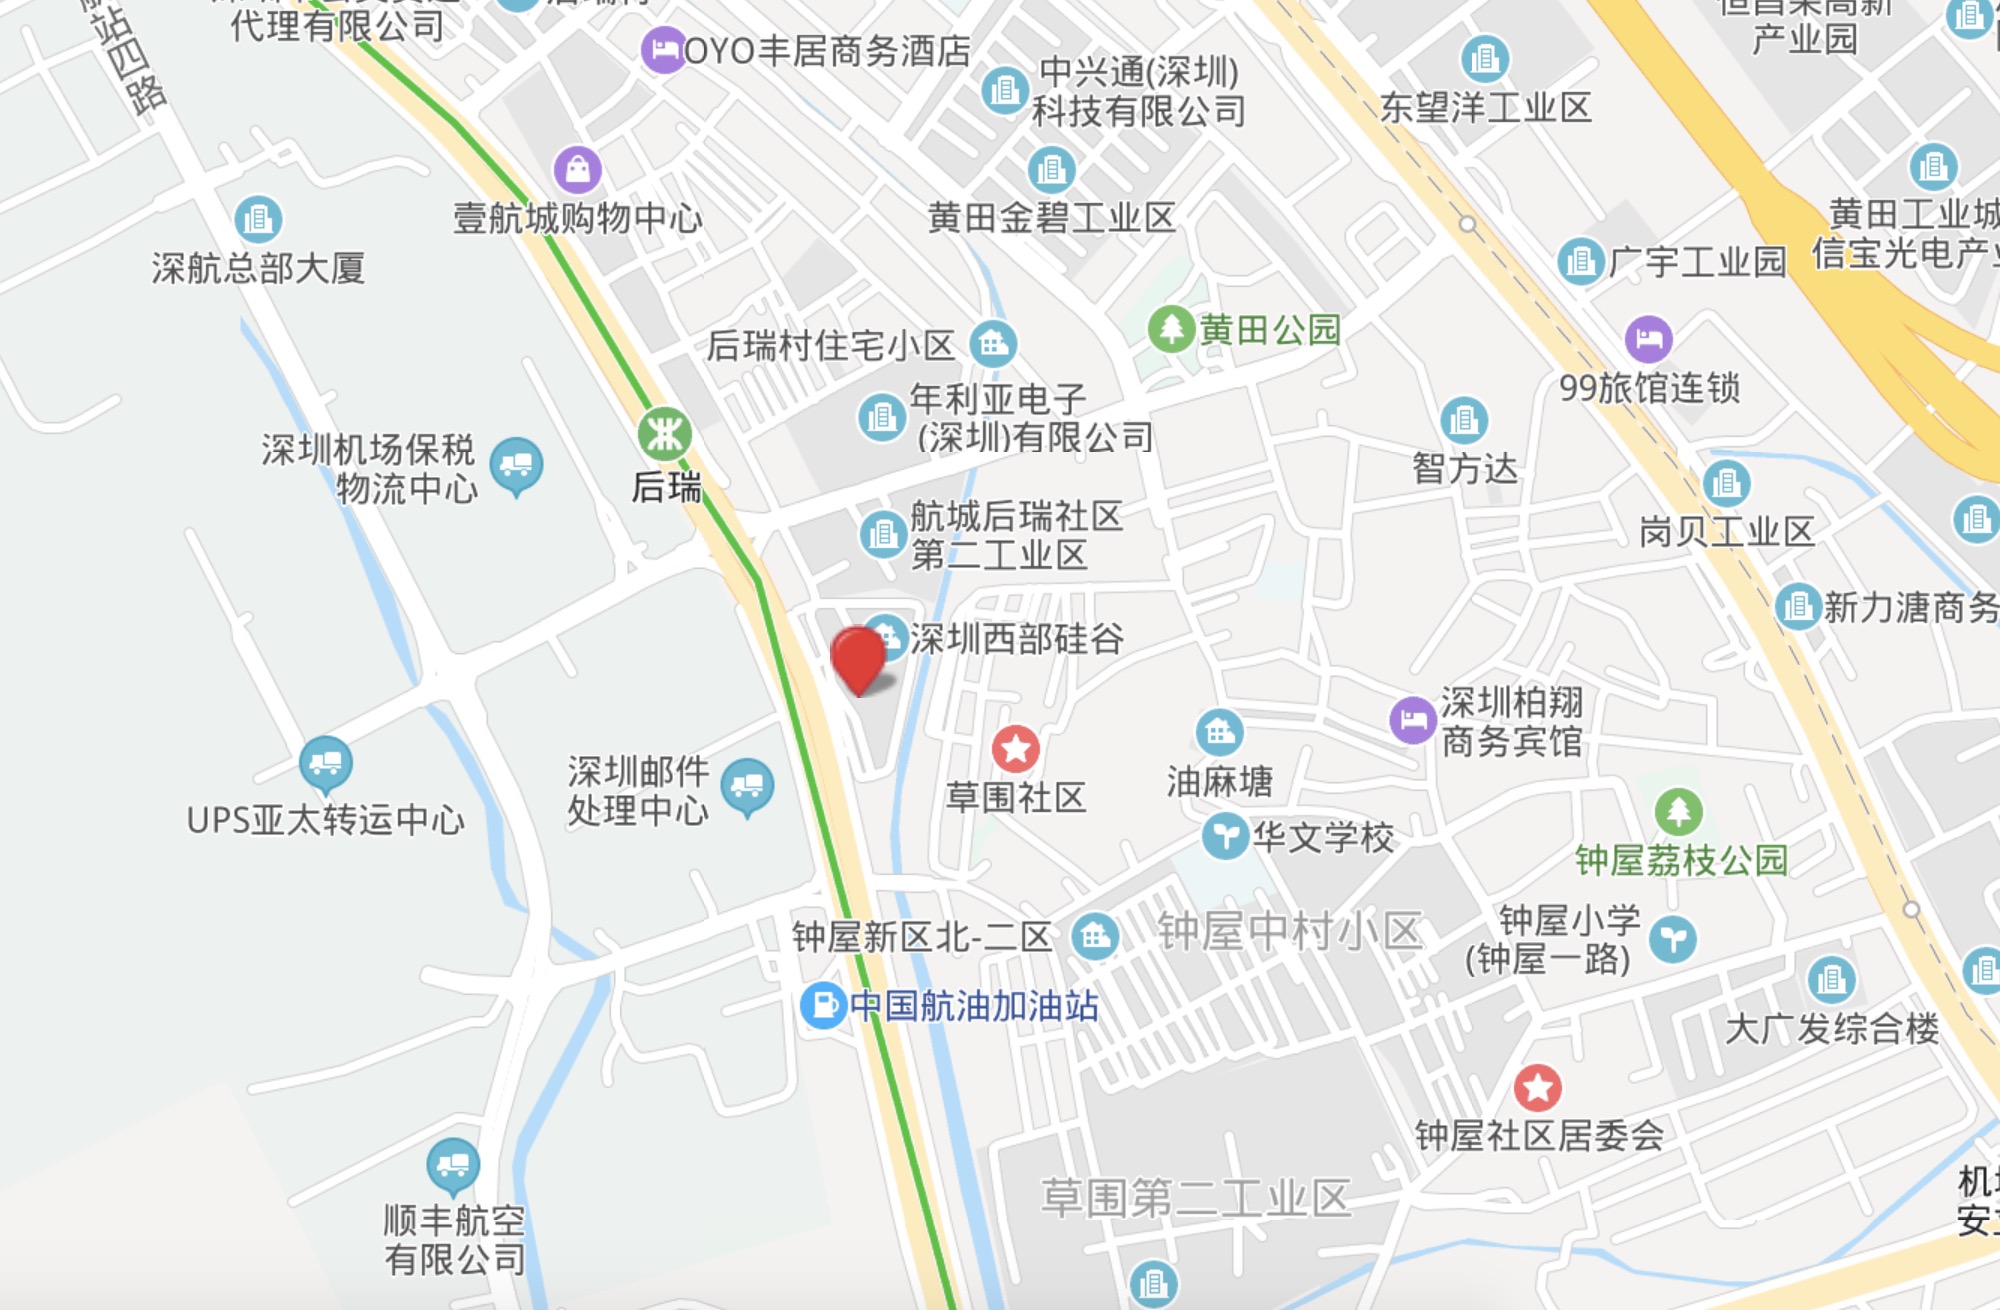 代理有限公司
航站四路
OYO丰居商务酒店
中兴通(深圳)
科技有限公司
东望洋工业区
产业园
壹航城购物中心
深航总部大厦
黄田金碧工业区
广宇工业园
黄田工业城
信宝光电产业
后瑞村住宅小区
黄田公园
99旅馆连锁
年利亚电子
(深圳)有限公司
深圳机场保税
物流中心
后瑞
智方达
航城后瑞社区
第二工业区
岗贝工业区
新力溏商务
深圳西部硅谷
深圳柏翔
商务宾馆
UPS亚太转运中心
深圳邮件
处理中心
草围社区
油麻塘
华文学校
钟屋荔枝公园
钟屋新区北-二区
钟屋中村小区
钟屋小学
(钟屋一路)
中国航油加油站
大广发综合楼
钟屋社区居委会
草围第二工业区
顺丰航空
有限公司